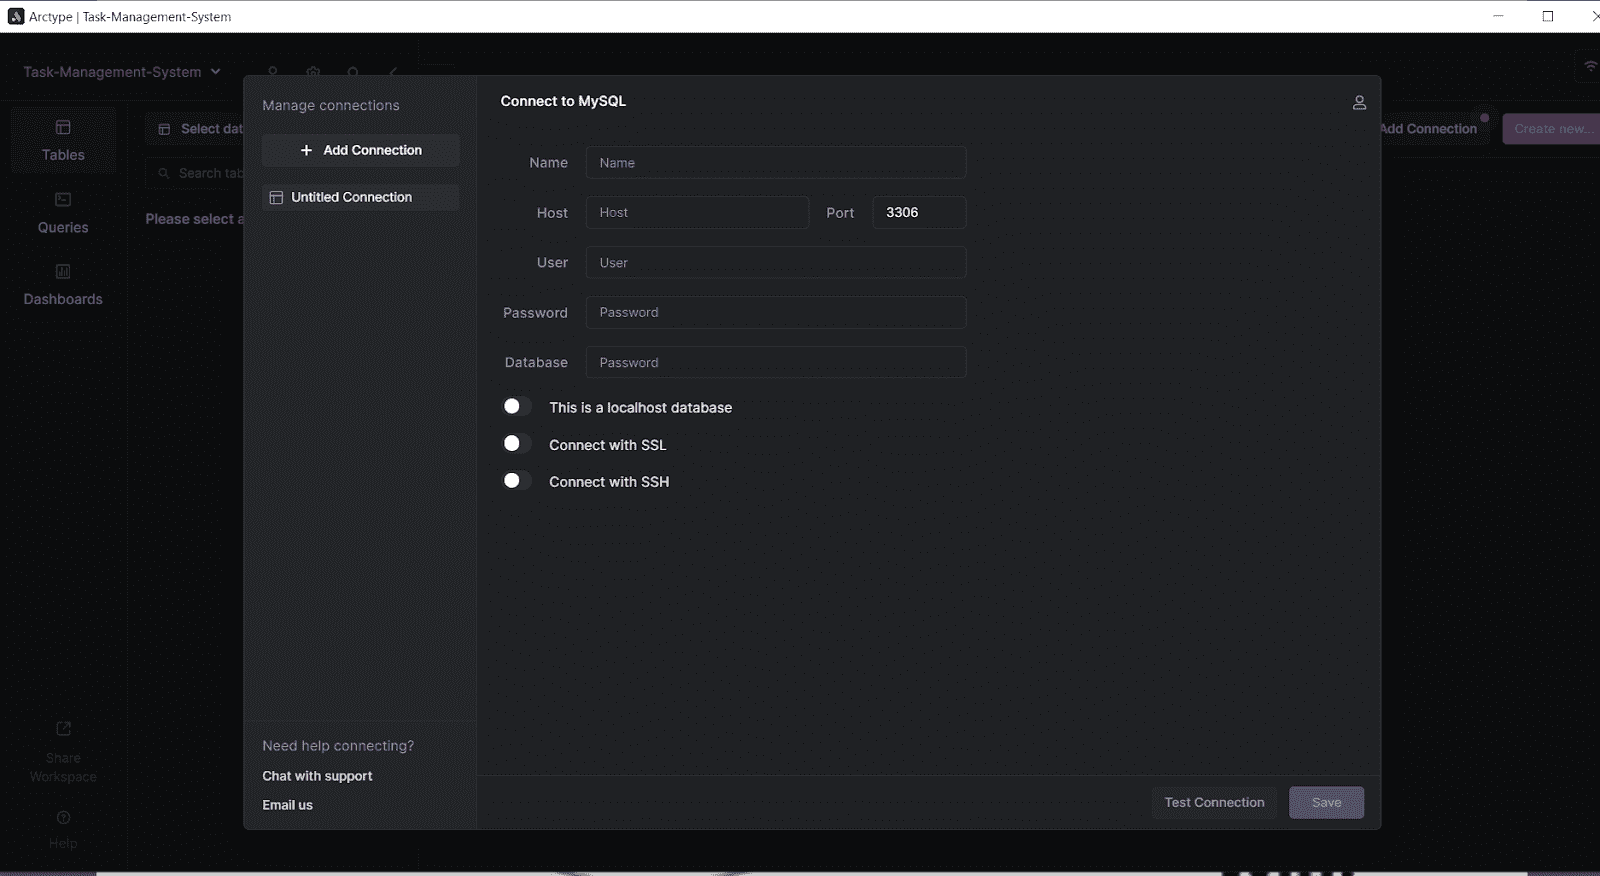 Arctype | Task-Management-System
Task-Management-System
Tables
Queries
Dashboards
Share
Workspace
Help
Select dat
Search tab
Please select a
Add Connection
Create new...
Manage connections
+ Add Connection
Untitled Connection
Need help connecting?
Chat with support
Email us
Connect to MySQL
Name Name
Host Host Port 3306
User User
Password Password
Database Password
This is a localhost database
Connect with SSL
Connect with SSH
Test Connection Save